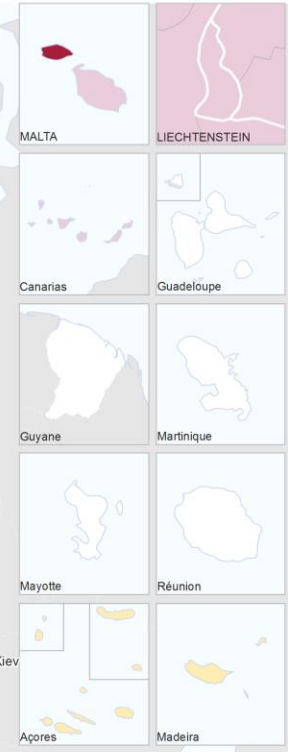 MALTA
LIECHTENSTEIN
Canarias
Guadeloupe
Guyane
Martinique
Mayotte
Réunion
Kiev
Açores
Madeira